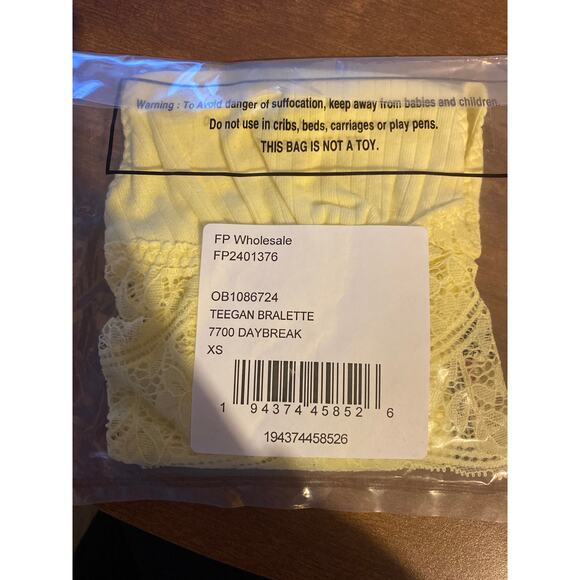 Warning : To Avoid danger of suffocation, keep away from babies and children.
Do not use in cribs, beds, carriages or play pens.
THIS BAG IS NOT A TOY.
FP Wholesale
FP2401376
OB1086724
TEEGAN BRALETTE
7700 DAYBREAK
XS
1 94374 45852 6
194374458526